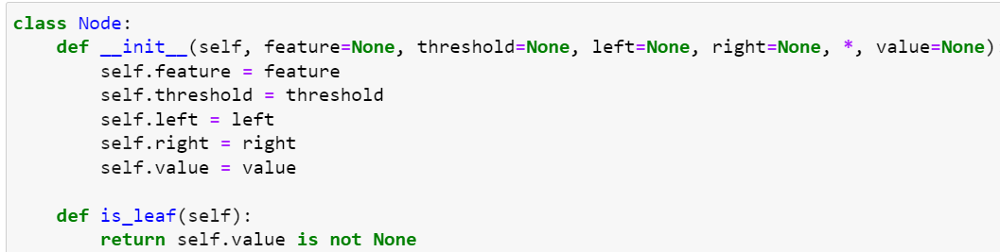 class Node:
    def __init__(self, feature=None, threshold=None, left=None, right=None, *, value=None)
        self.feature = feature
        self.threshold = threshold
        self.left = left
        self.right = right
        self.value = value

    def is_leaf(self):
        return self.value is not None